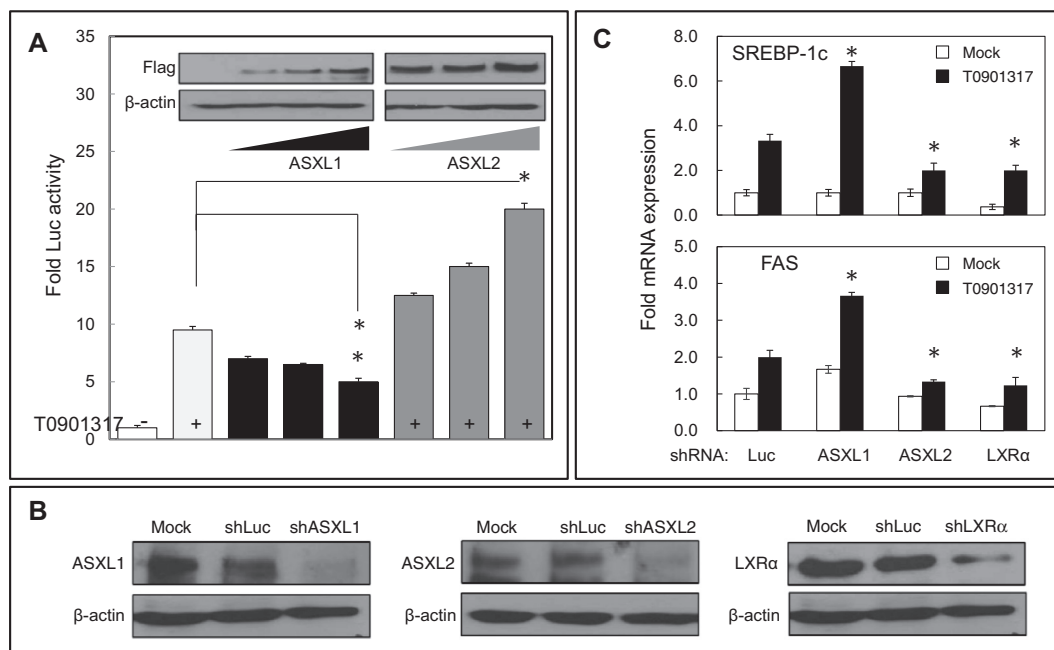 A
35
30
25
20
15
10
5
0
Fold Luc activity
Flag
β-actin
ASXL1
ASXL2
*
*
*
T0901317
-
+
+
+
+
+
C
8.0
6.0
4.0
2.0
0.0
SREBP-1c
Mock
T0901317
*
*
*
Fold mRNA expression
5.0
4.0
3.0
2.0
1.0
0.0
FAS
Mock
T0901317
*
*
*
shRNA: Luc ASXL1 ASXL2 LXRα
B
Mock shLuc shASXL1
ASXL1
β-actin
Mock shLuc shASXL2
ASXL2
β-actin
Mock shLuc shLXRα
LXRα
β-actin